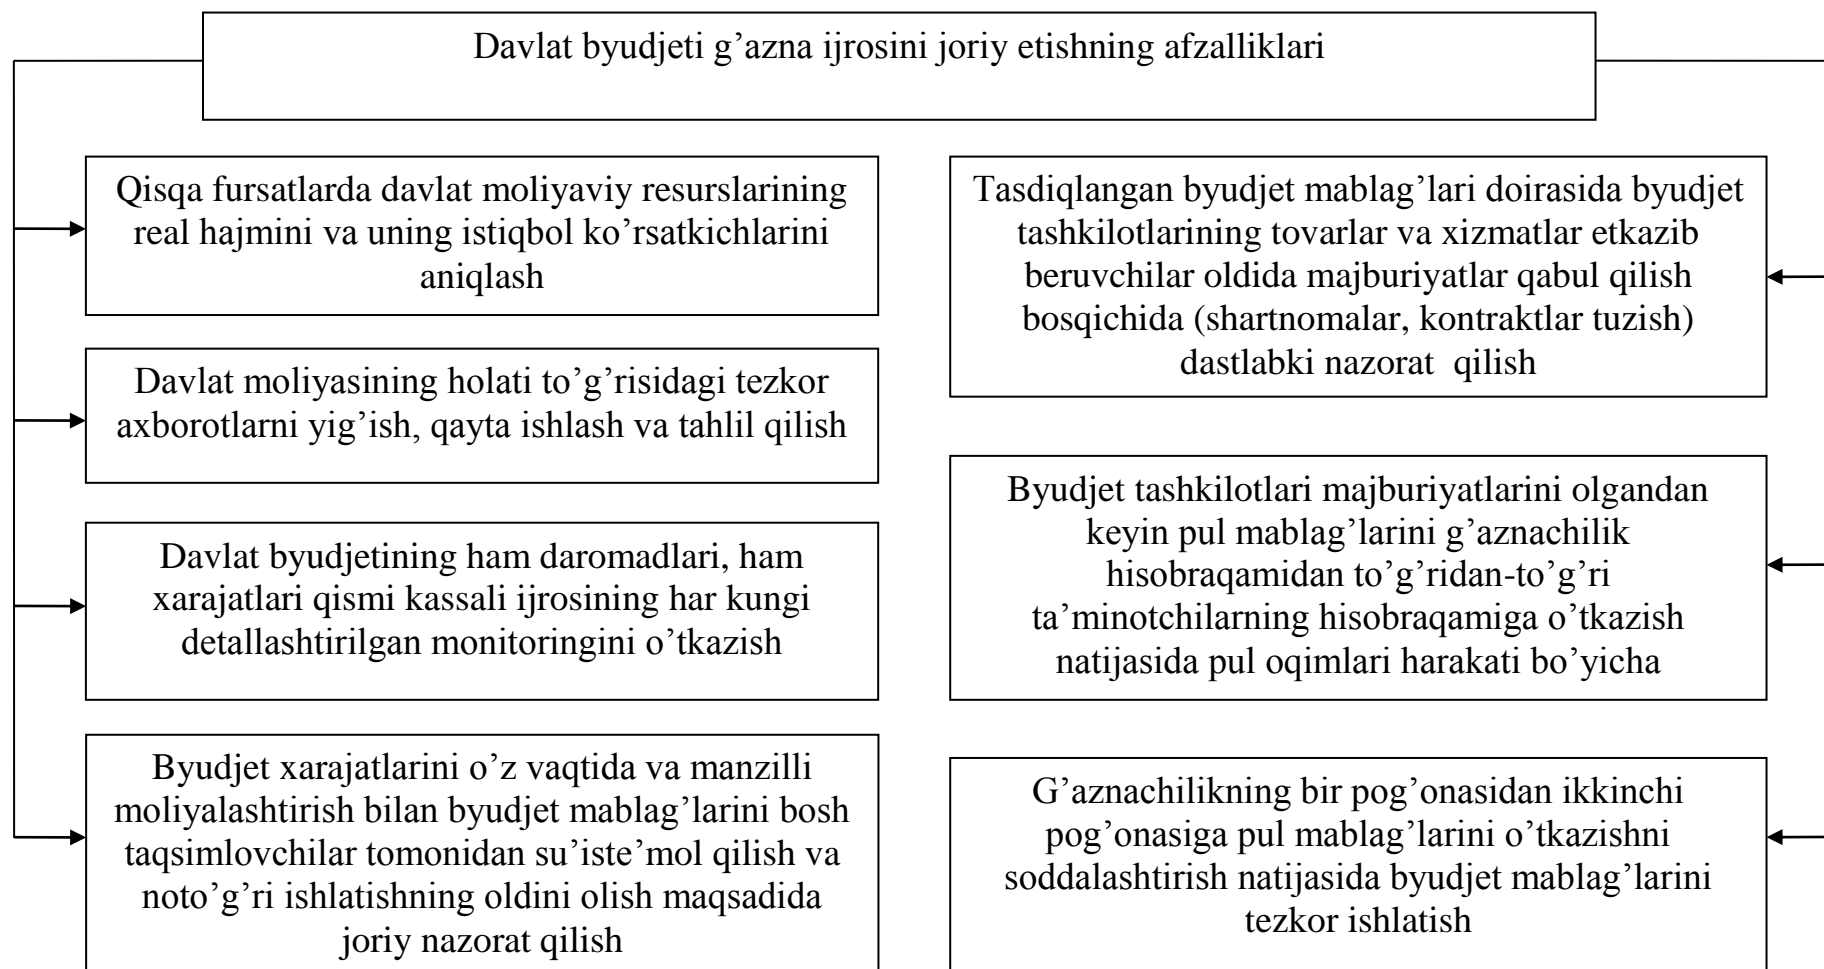 Davlat byudjeti g’azna ijrosini joriy etishning afzalliklari
Qisqa fursatlarda davlat moliyaviy resurslarining
real hajmini va uning istiqbol ko’rsatkichlarini
aniqlash
Davlat moliyasining holati to’g’risidagi tezkor
axborotlarni yig’ish, qayta ishlash va tahlil qilish
Davlat byudjetining ham daromadlari, ham
xarajatlari qismi kassali ijrosining har kungi
detallashtirilgan monitoringini o’tkazish
Byudjet xarajatlarini o’z vaqtida va manzilli
moliyalashtirish bilan byudjet mablag’larini bosh
taqsimlovchilar tomonidan su’iste’mol qilish va
noto’g’ri ishlatishning oldini olish maqsadida
joriy nazorat qilish
Tasdiqlangan byudjet mablag’lari doirasida byudjet
tashkilotlarining tovarlar va xizmatlar etkazib
beruvchilar oldida majburiyatlar qabul qilish
bosqichida (shartnomalar, kontraktlar tuzish)
dastlabki nazorat qilish
Byudjet tashkilotlari majburiyatlarini olgandan
keyin pul mablag’larini g’aznachilik
hisobraqamidan to’g’ridan-to’g’ri
ta’minotchilarning hisobraqamiga o’tkazish
natijasida pul oqimlari harakati bo’yicha
G’aznachilikning bir pog’onasidan ikkinchi
pog’onasiga pul mablag’larini o’tkazishni
soddalashtirish natijasida byudjet mablag’larini
tezkor ishlatish